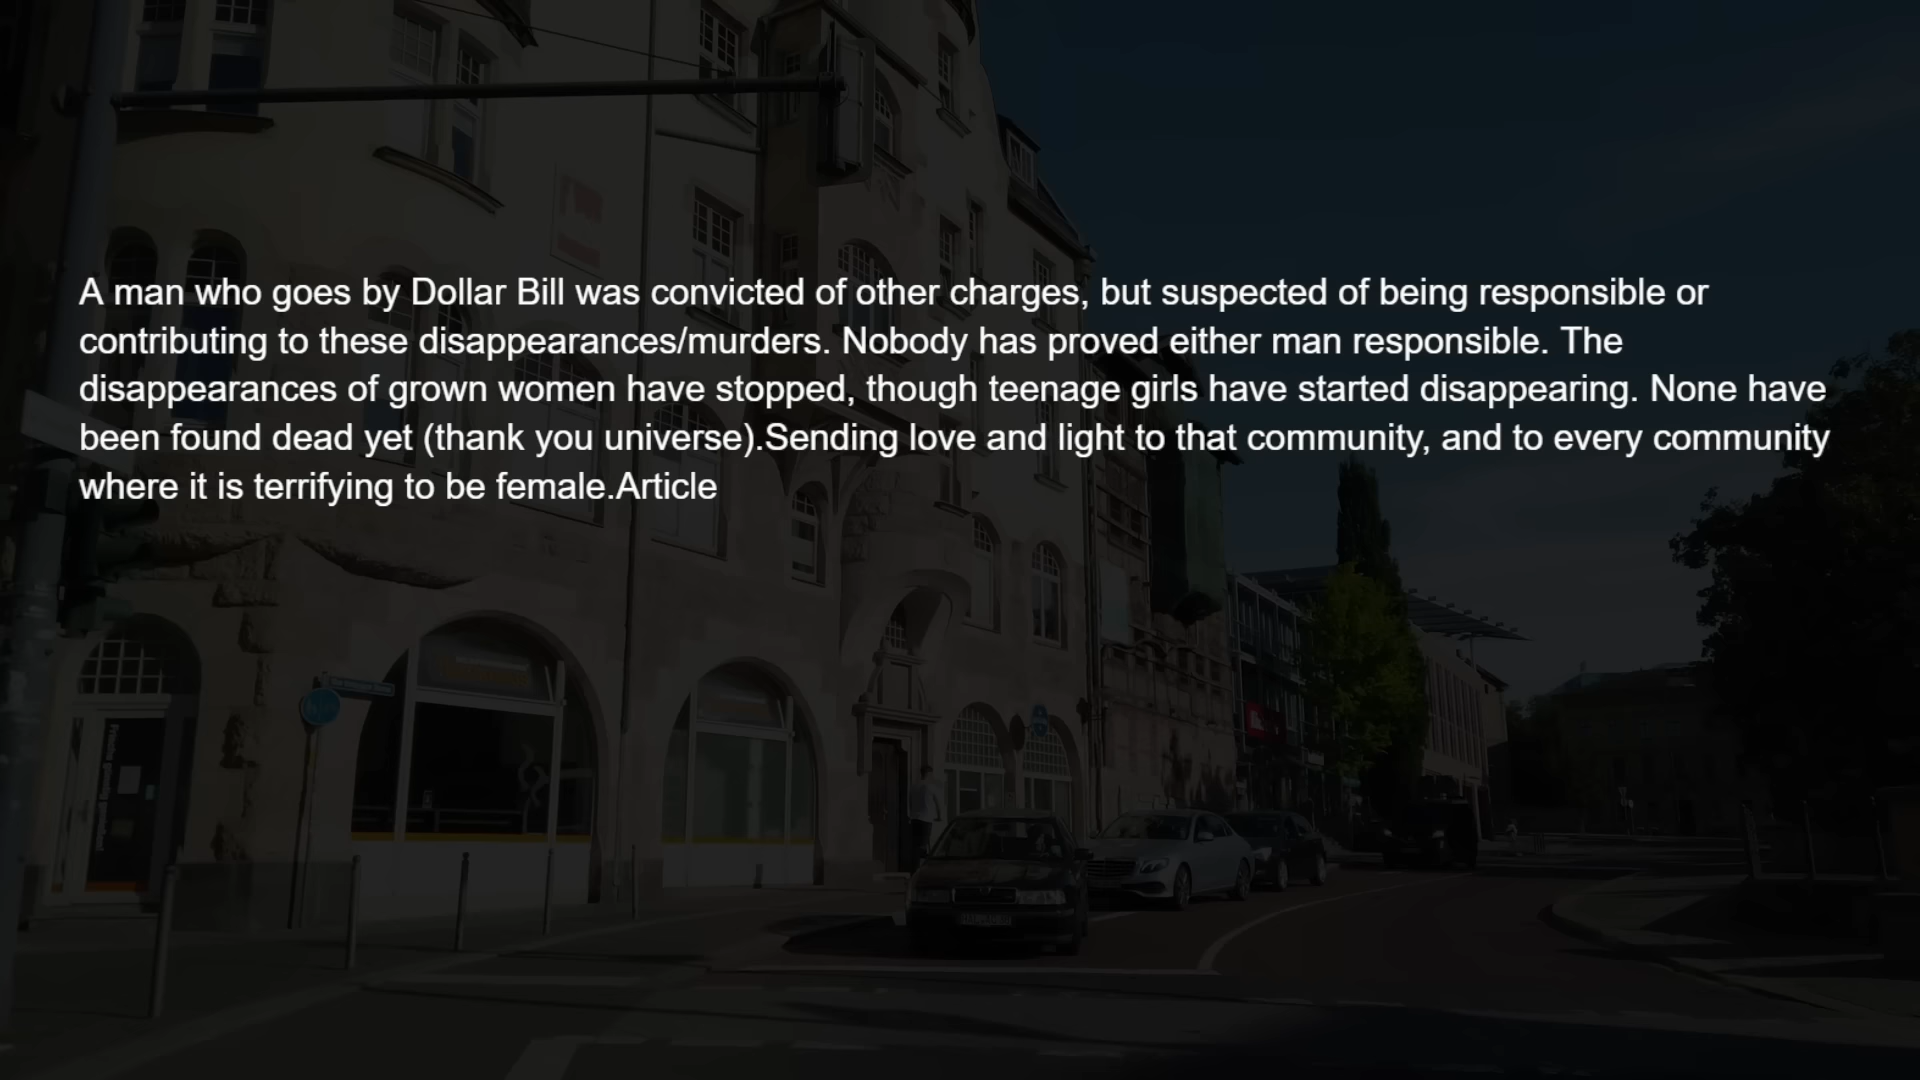 A man who goes by Dollar Bill was convicted of other charges, but suspected of being responsible or
contributing to these disappearances/murders. Nobody has proved either man responsible. The
disappearances of grown women have stopped, though teenage girls have started disappearing. None have
been found dead yet (thank you universe).Sending love and light to that community, and to every community
where it is terrifying to be female.Article